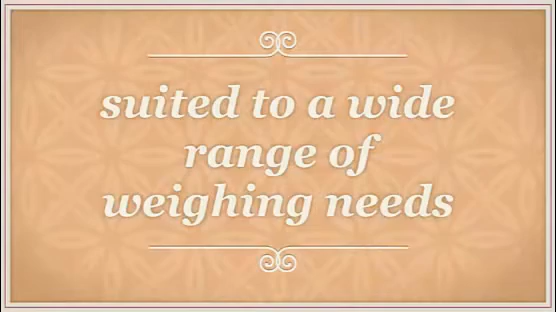 suited to a wide
range of
weighing needs